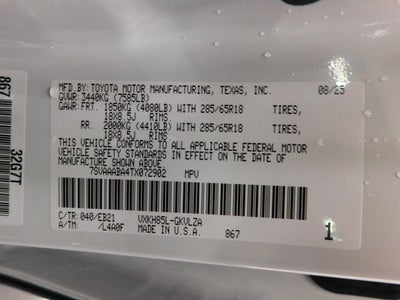 MFD.BY:TOYOTA MOTOR MANUFACTURING, TEXAS, INC. 08/25
GVWR:3440KG (7585LB)
GAWR FRT. 1850KG (4080LB) WITH 285/65R18 TIRES,
18X8.5J RIMS,
RR. 2000KG (4410LB) WITH 285/65R18 TIRES,
18X8.5J RIMS,
THIS VEHICLE CONFORMS TO ALL APPLICABLE FEDERAL MOTOR
VEHICLE SAFETY STANDARDS IN EFFECT ON THE DATE OF
MANUFACTURE SHOWN ABOVE.
7SVAAABA4TX072902 MPV
C/TR:040/EB21 VXKH85L-GKVLZA
A/TM: /L4A0F MADE IN U.S.A. 867 1
867
3267T